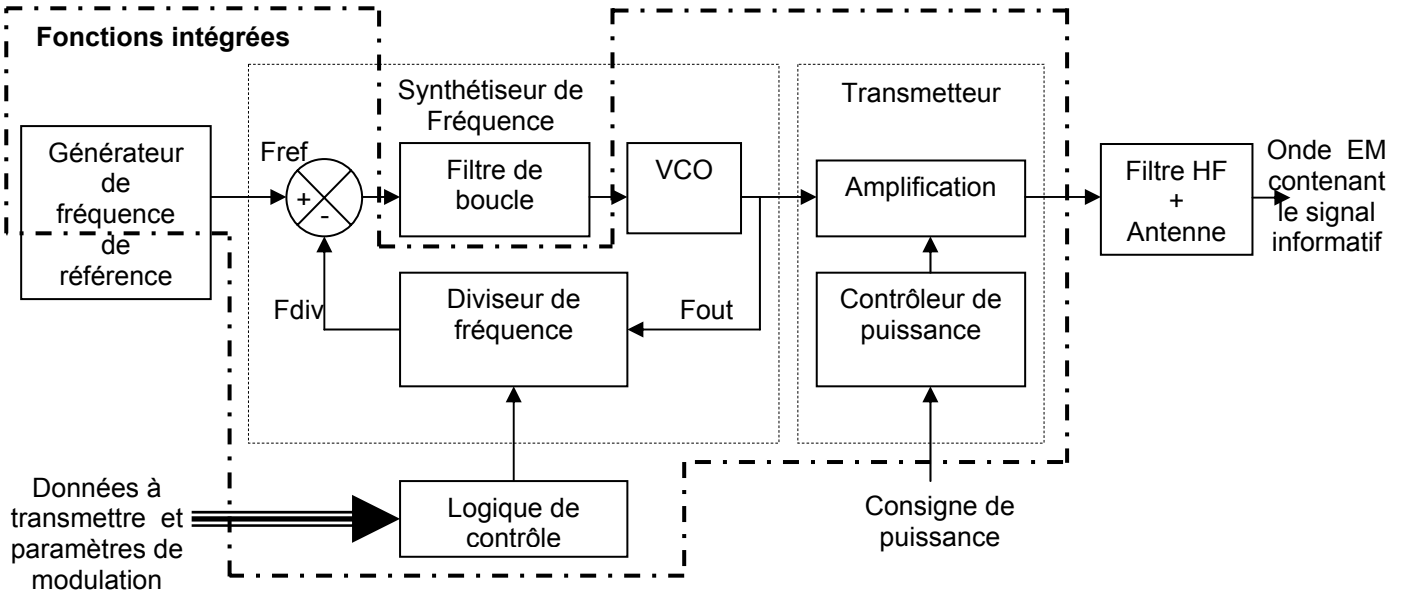 Fonctions intégrées
Synthétiseur de
Fréquence
Transmetteur
Générateur
de
fréquence
de
référence
Fref
+
-
Filtre de
boucle
VCO
Amplification
Filtre HF
+
Antenne
Onde EM
contenant
le signal
informatif
Fdiv
Diviseur de
fréquence
Fout
Contrôleur de
puissance
Données à
transmettre et
paramètres de
modulation
Logique de
contrôle
Consigne de
puissance